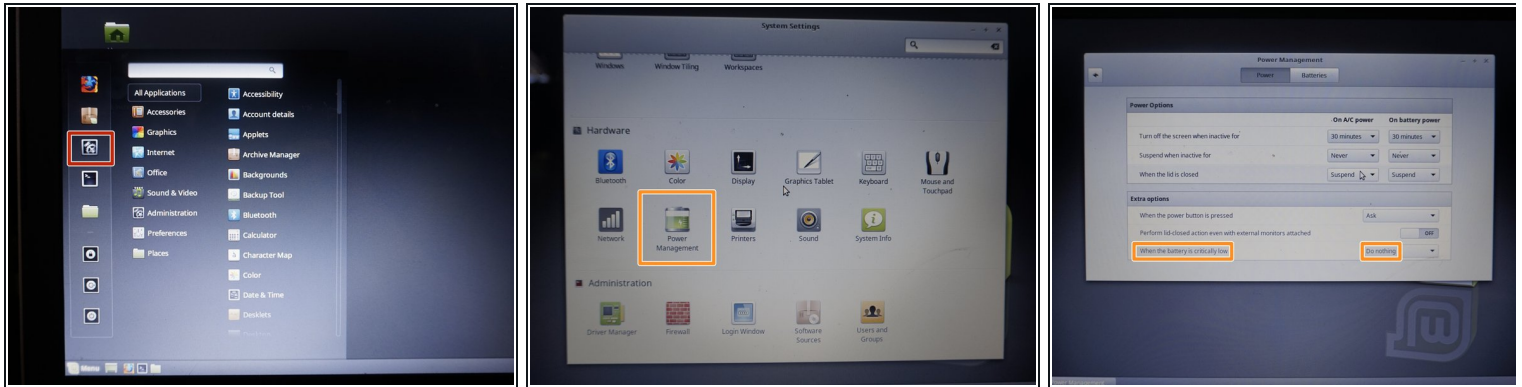 All Applications
Accessories
Graphics
Internet
Office
Sound & Video
Administration
Preferences
Places
Accessibility
Account details
Applets
Archive Manager
Backgrounds
Backup Tool
Bluetooth
Calculator
Character Map
Color
Date & Time
Desklets
Menu
System Settings
Windows
Window Tiling
Workspaces
Hardware
Bluetooth
Color
Display
Graphics Tablet
Keyboard
Mouse and
Touchpad
Network
Power
Management
Printers
Sound
System Info
Administration
Driver Manager
Firewall
Login Window
Software
Sources
Users and
Groups
Power Management
Power Batteries
Power Options
On A/C power On battery power
Turn off the screen when inactive for 30 minutes 30 minutes
Suspend when inactive for Never Never
When the lid is closed Suspend Suspend
Extra options
When the power button is pressed Ask
Perform lid-closed action even with external monitors attached OFF
When the battery is critically low Do nothing
Power Management